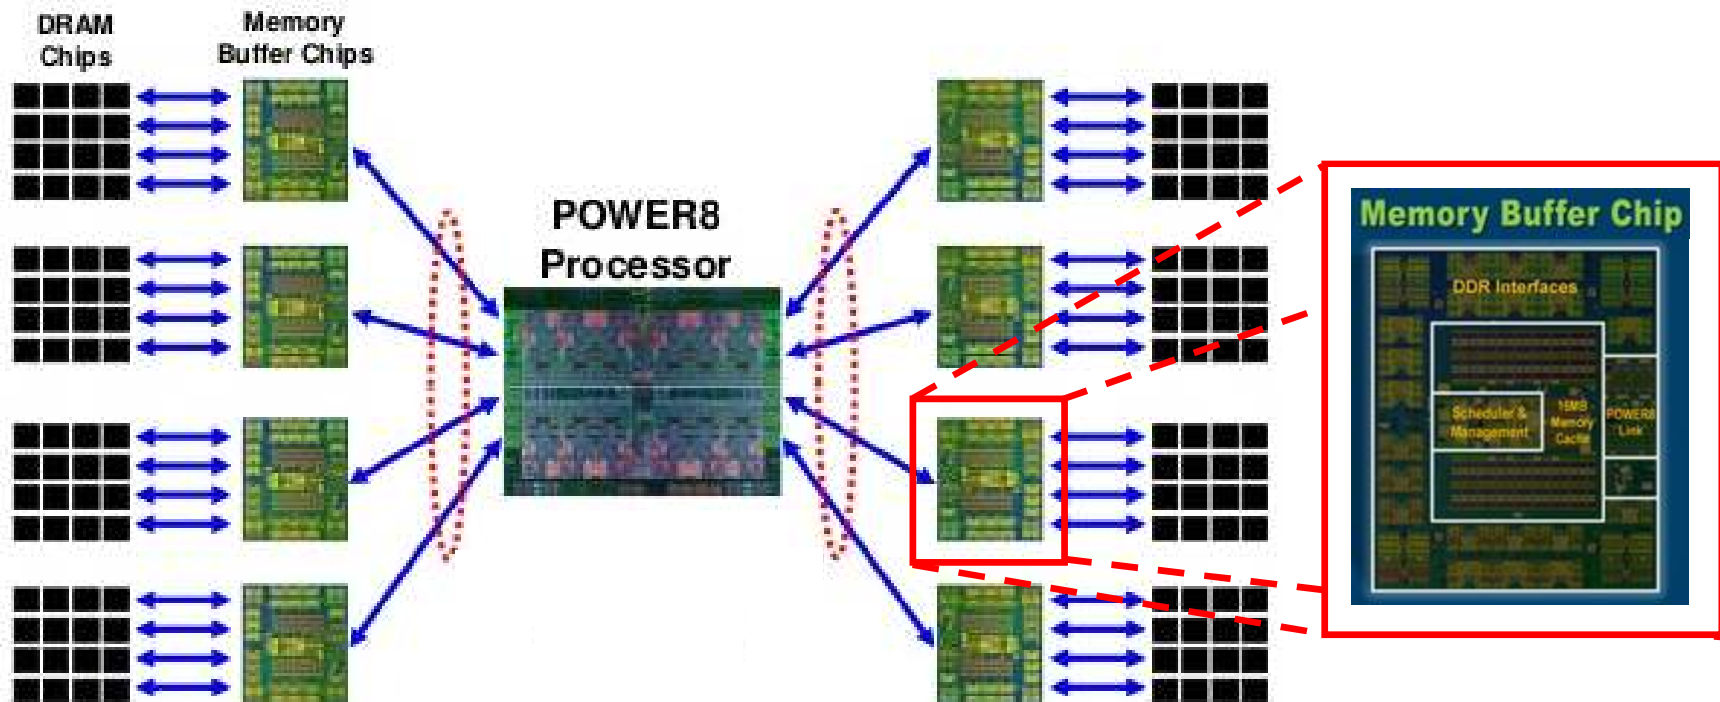 DRAM
Chips
Memory
Buffer Chips
POWER8
Processor
Memory Buffer Chip
DDR Interfaces
Scheduler &
Management
16MB
Memory
Cache
POWER8
Link